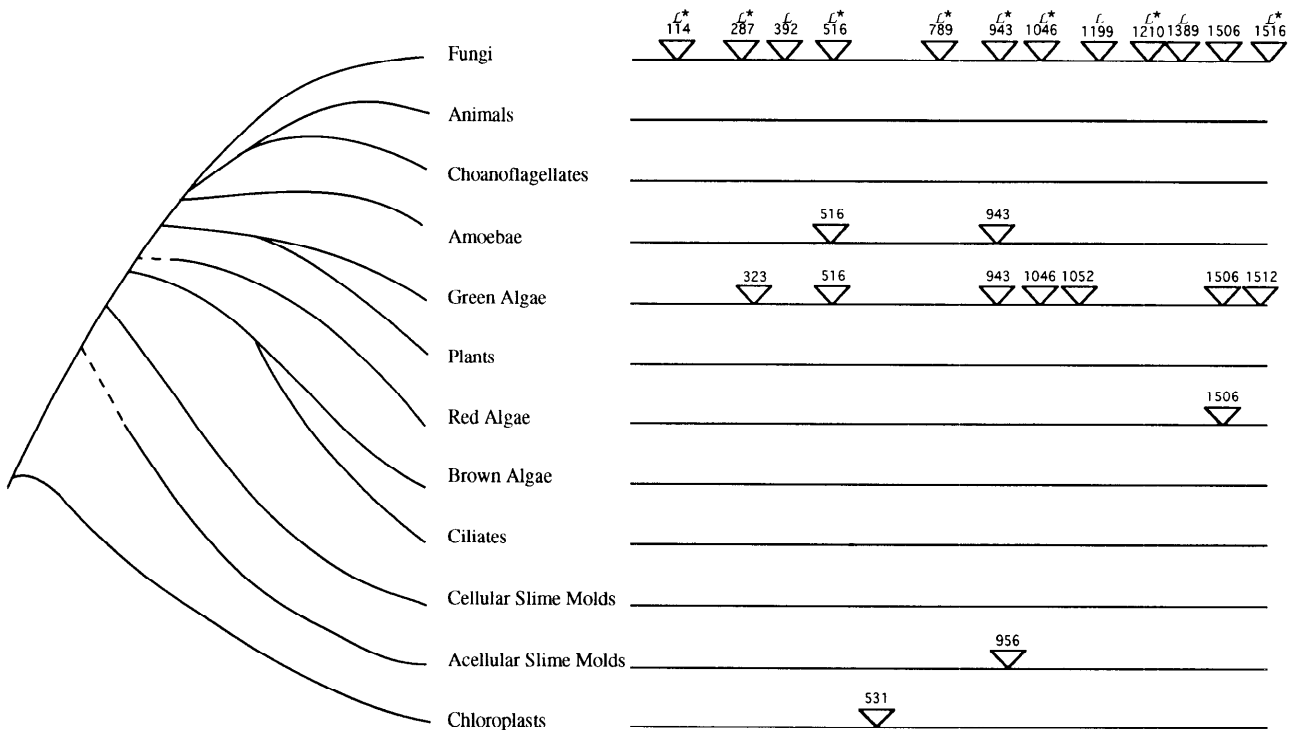 ℒ* ℒ* ℒ ℒ* ℒ* ℒ* ℒ* ℒ ℒ* ℒ ℒ*
114 287 392 516 789 943 1046 1199 1210 1389 1506 1516
Fungi
Animals
Choanoflagellates
516 943
Amoebae
323 516 943 1046 1052 1506 1512
Green Algae
Plants
1506
Red Algae
Brown Algae
Ciliates
Cellular Slime Molds
956
Acellular Slime Molds
531
Chloroplasts